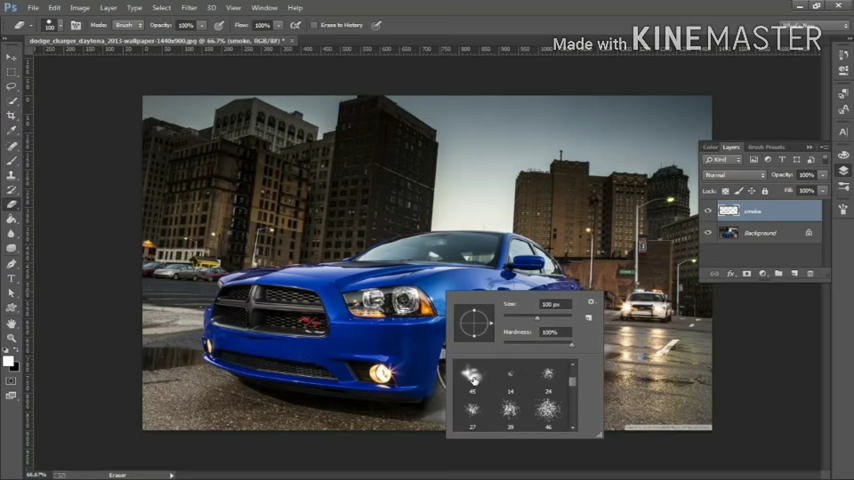 Ps File Edit Image Layer Type Select Filter 3D View Window Help
100 Mode: Brush Opacity: 100% Flow: 100% Erase to History
dodge_charger_daytona_2013-wallpaper-1440x900.jpg @ 66.7% (smoke, RGB/8#) * ×
Made with KINEMASTER
Color Layers Brush Presets
Kind
Normal Opacity: 100%
Lock: Fill: 100%
smoke
Background
Size: 100 px
Hardness: 100%
45 14 24
27 39 46
R/T
66.67% Eraser